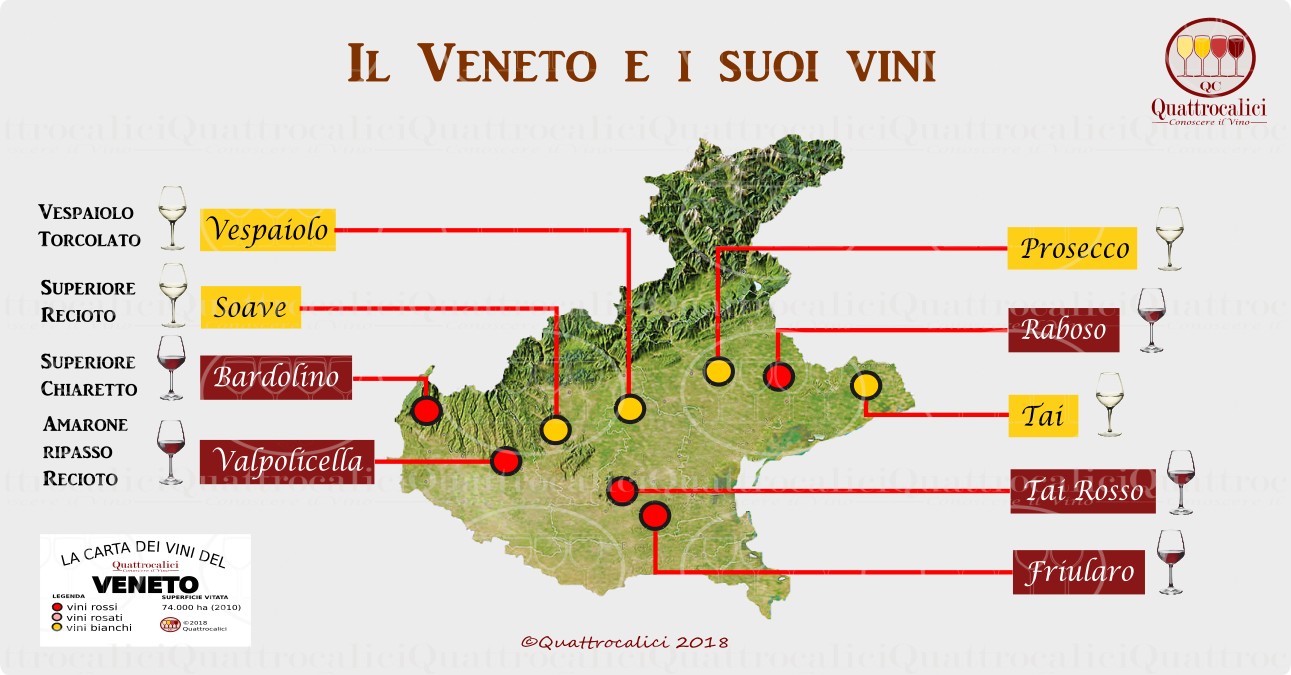 Il Veneto e i suoi vini
QC
Quattrocalici
Conoscere il Vino
Vespaiolo
Torcolato
Vespaiolo
Superiore
Recioto
Soave
Superiore
Chiaretto
Bardolino
Amarone
ripasso
Recioto
Valpolicella
Prosecco
Raboso
Tai
Tai Rosso
Friularo
LA CARTA DEI VINI DEL
Quattrocalici
Conoscere il Vino
VENETO
LEGENDA
vini rossi
vini rosati
vini bianchi
SUPERFICIE VITATA
74.000 ha (2010)
©2018
Quattrocalici
©Quattrocalici 2018